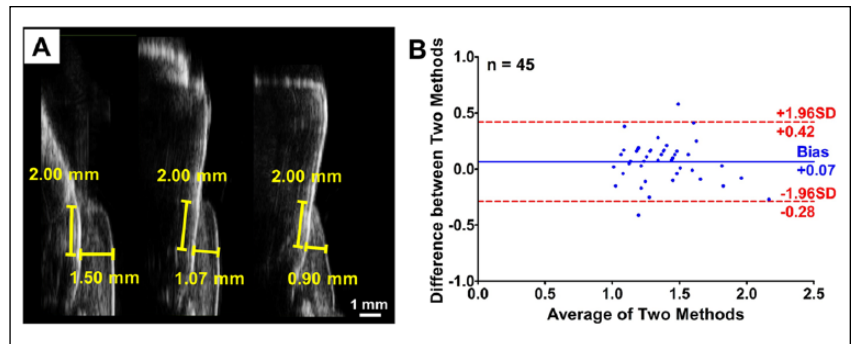 A
2.00 mm
2.00 mm
2.00 mm
1.50 mm
1.07 mm
0.90 mm
1 mm
B
Difference between Two Methods
1.0
0.5
0.0
-0.5
-1.0
n = 45
+1.96SD
+0.42
Bias
+0.07
-1.96SD
-0.28
0.0 0.5 1.0 1.5 2.0 2.5
Average of Two Methods